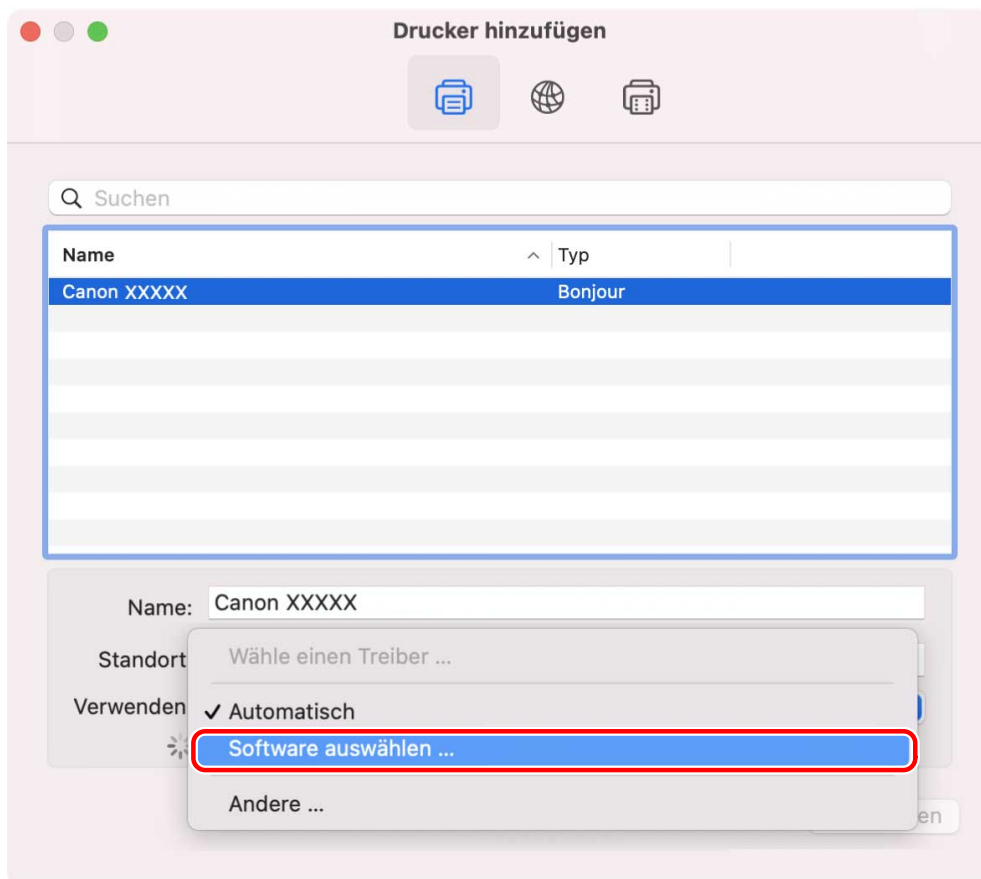 Drucker hinzufügen
Suchen
Name Typ
Canon XXXXX Bonjour
Name: Canon XXXXX
Standort
Wähle einen Treiber ...
Verwenden
✓ Automatisch
Software auswählen ...
Andere ...
en